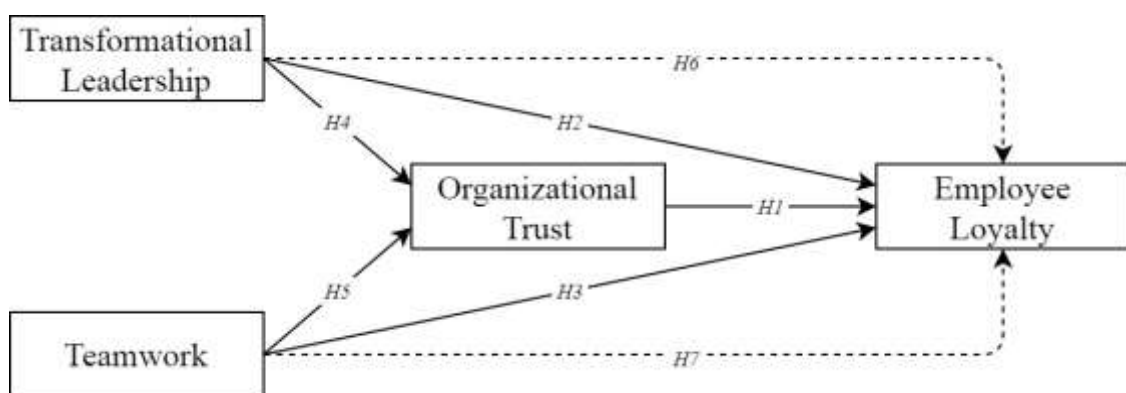 Transformational
Leadership
H6
H4
H2
Organizational
Trust
H1
Employee
Loyalty
H5
H3
Teamwork
H7